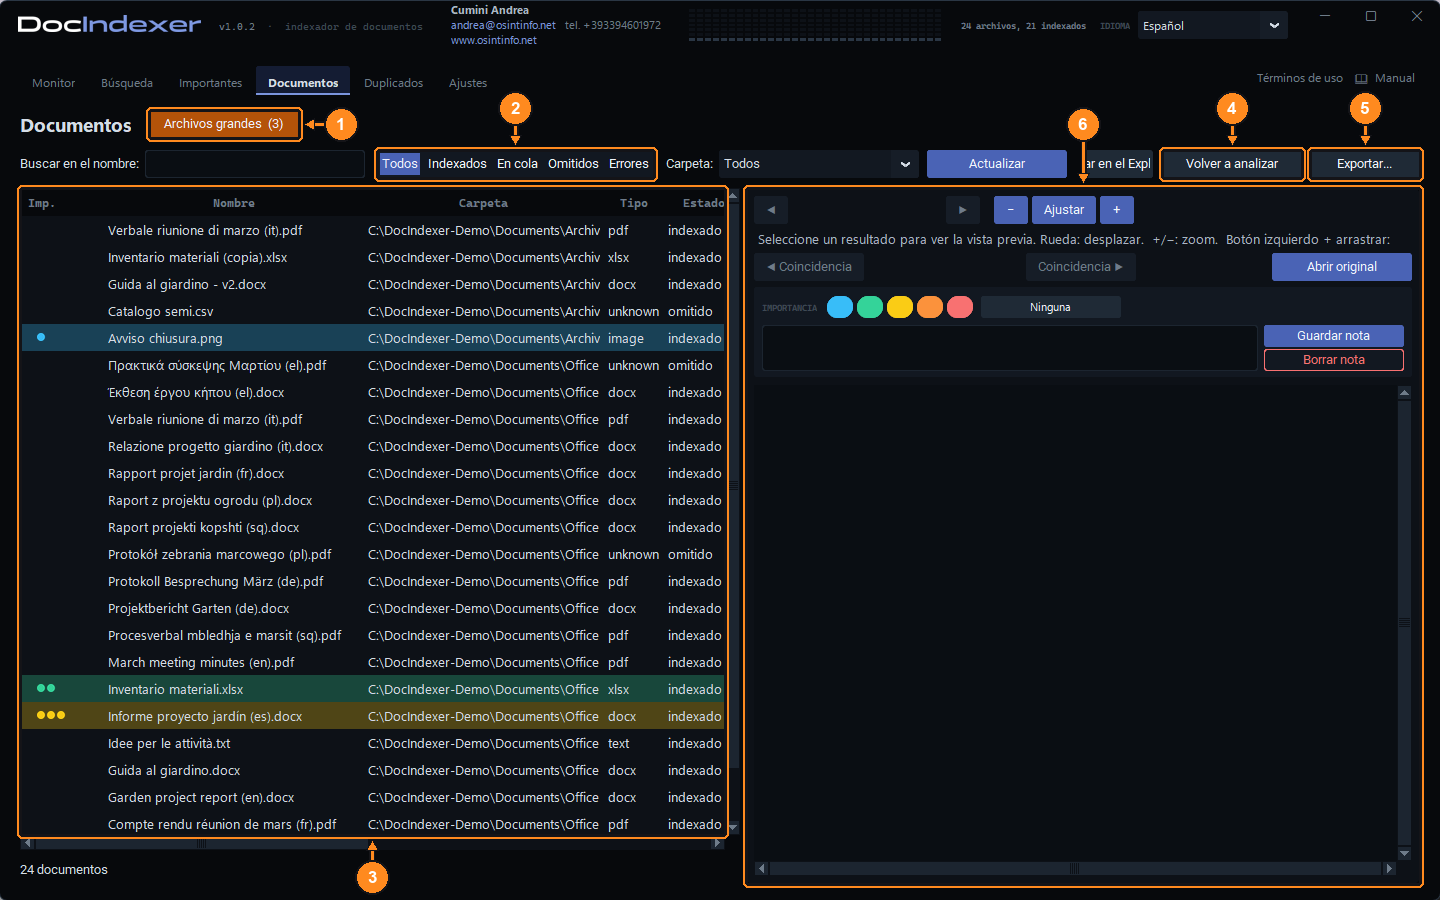 DocIndexer v1.0.2 · indexador de documentos
Cumini Andrea
andrea@osintinfo.net tel. +393394601972
www.osintinfo.net
24 archivos, 21 indexados IDIOMA Español
Monitor Búsqueda Importantes Documentos Duplicados Ajustes
Términos de uso Manual
Documentos Archivos grandes (3) 1 2 6 4 5
Buscar en el nombre: Todos Indexados En cola Omitidos Errores Carpeta: Todos Actualizar ar en el Expl Volver a analizar Exportar...
Imp. Nombre Carpeta Tipo Estado
Verbale riunione di marzo (it).pdf C:\DocIndexer-Demo\Documents\Archiv pdf indexado
Inventario materiali (copia).xlsx C:\DocIndexer-Demo\Documents\Archiv xlsx indexado
Guida al giardino - v2.docx C:\DocIndexer-Demo\Documents\Archiv docx indexado
Catalogo semi.csv C:\DocIndexer-Demo\Documents\Archiv unknown omitido
Avviso chiusura.png C:\DocIndexer-Demo\Documents\Archiv image indexado
Πρακτικά σύσκεψης Μαρτίου (el).pdf C:\DocIndexer-Demo\Documents\Office unknown omitido
Έκθεση έργου κήπου (el).docx C:\DocIndexer-Demo\Documents\Office docx indexado
Verbale riunione di marzo (it).pdf C:\DocIndexer-Demo\Documents\Office pdf indexado
Relazione progetto giardino (it).docx C:\DocIndexer-Demo\Documents\Office docx indexado
Rapport projet jardin (fr).docx C:\DocIndexer-Demo\Documents\Office docx indexado
Raport z projektu ogrodu (pl).docx C:\DocIndexer-Demo\Documents\Office docx indexado
Raport projekti kopshti (sq).docx C:\DocIndexer-Demo\Documents\Office docx indexado
Protokół zebrania marcowego (pl).pdf C:\DocIndexer-Demo\Documents\Office unknown omitido
Protokoll Besprechung März (de).pdf C:\DocIndexer-Demo\Documents\Office pdf indexado
Projektbericht Garten (de).docx C:\DocIndexer-Demo\Documents\Office docx indexado
Procesverbal mbledhja e marsit (sq).pdf C:\DocIndexer-Demo\Documents\Office pdf indexado
March meeting minutes (en).pdf C:\DocIndexer-Demo\Documents\Office pdf indexado
Inventario materiali.xlsx C:\DocIndexer-Demo\Documents\Office xlsx indexado
Informe proyecto jardín (es).docx C:\DocIndexer-Demo\Documents\Office docx indexado
Idee per le attività.txt C:\DocIndexer-Demo\Documents\Office text indexado
Guida al giardino.docx C:\DocIndexer-Demo\Documents\Office docx indexado
Garden project report (en).docx C:\DocIndexer-Demo\Documents\Office docx indexado
Compte rendu réunion de mars (fr).pdf C:\DocIndexer-Demo\Documents\Office pdf indexado
24 documentos
3
− Ajustar +
Seleccione un resultado para ver la vista previa. Rueda: desplazar. +/−: zoom. Botón izquierdo + arrastrar:
◀ Coincidencia Coincidencia ▶ Abrir original
IMPORTANCIA Ninguna
Guardar nota
Borrar nota